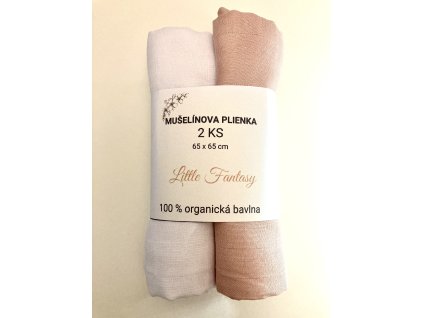 MUŠELÍNOVA PLIENKA
2 KS
65 x 65 cm
Little Fantasy
100 % organická bavlna